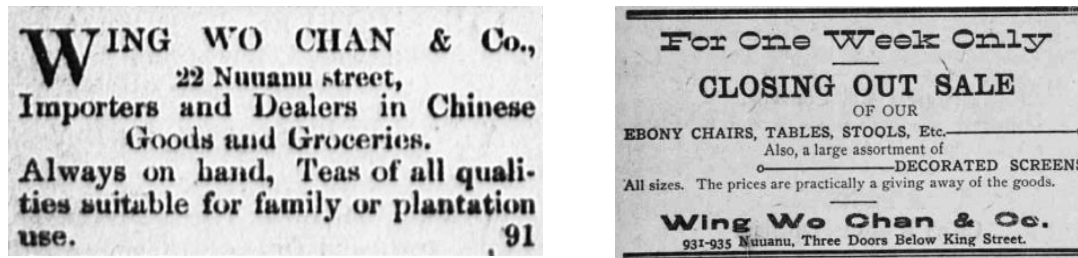 WING WO CHAN & Co.,
22 Nuuanu street,
Importers and Dealers in Chinese
Goods and Groceries.
Always on hand, Teas of all quali-
ties suitable for family or plantation
use. 91
For One Week Only
CLOSING OUT SALE
OF OUR
EBONY CHAIRS, TABLES, STOOLS, Etc.
Also, a large assortment of
DECORATED SCREENS
All sizes. The prices are practically a giving away of the goods.
Wing Wo Chan & Co.
931-935 Nuuanu, Three Doors Below King Street.